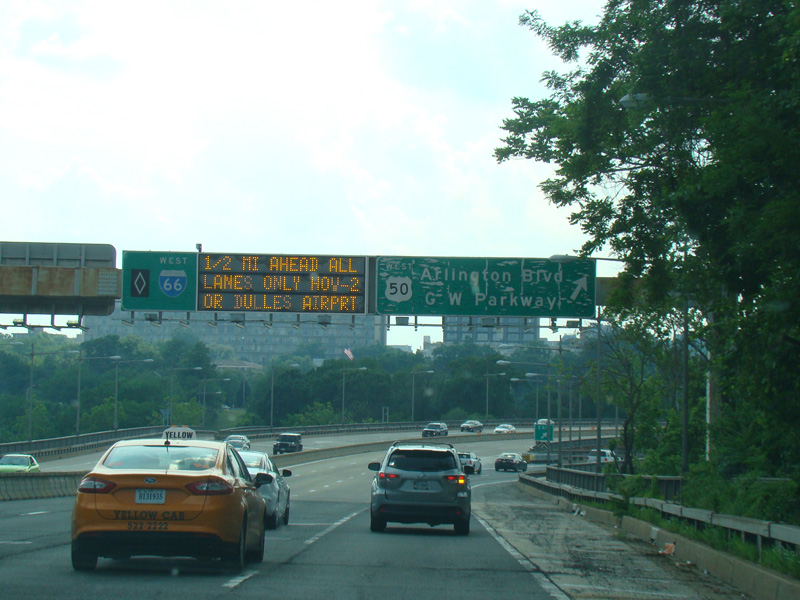 WEST
66
1/2 MI AHEAD ALL
LANES ONLY HOV-2
OR DULLES AIRPRT
WEST
50
Arlington Blvd
G W Parkway
YELLOW
YELLOW CAB